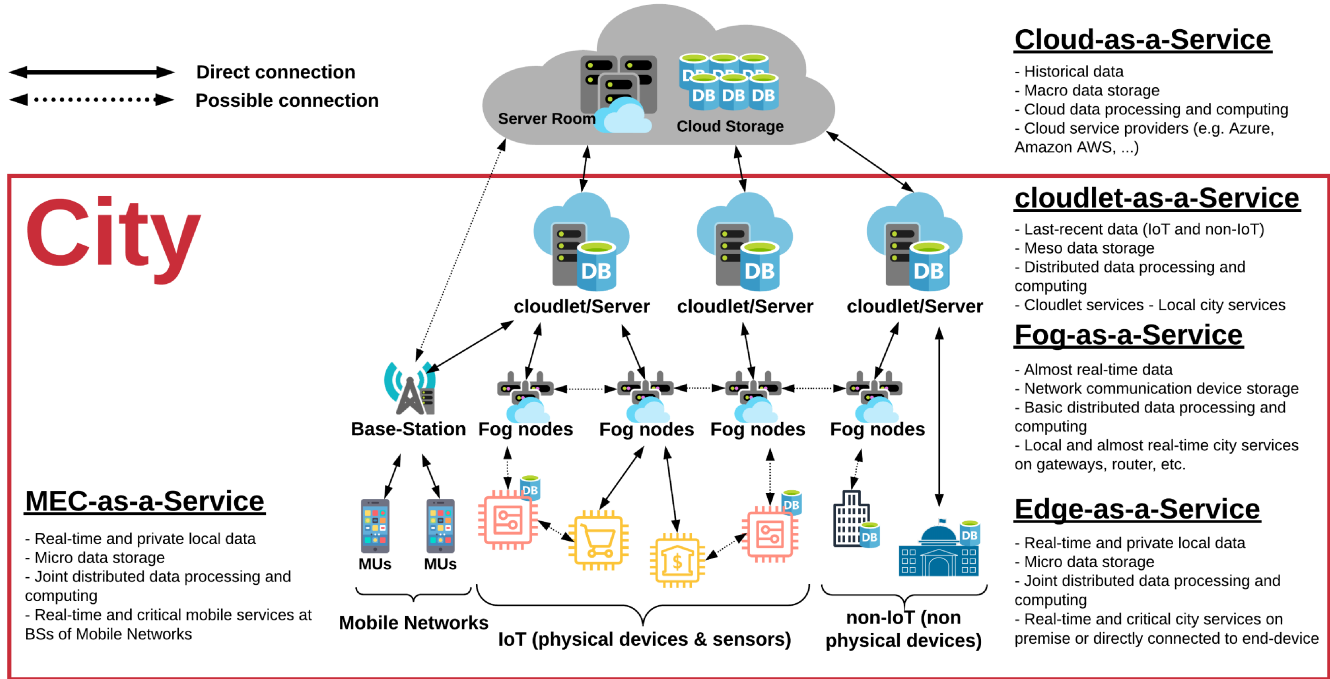 Direct connection
Possible connection
Server Room
Cloud Storage
DB
DB
DB
DB
DB
DB
Cloud-as-a-Service
- Historical data
- Macro data storage
- Cloud data processing and computing
- Cloud service providers (e.g. Azure,
Amazon AWS, ...)
City
DB
DB
DB
cloudlet/Server
cloudlet/Server
cloudlet/Server
cloudlet-as-a-Service
- Last-recent data (IoT and non-IoT)
- Meso data storage
- Distributed data processing and
computing
- Cloudlet services - Local city services
Fog-as-a-Service
- Almost real-time data
- Network communication device storage
- Basic distributed data processing and
computing
- Local and almost real-time city services
on gateways, router, etc.
Base-Station
Fog nodes
Fog nodes
Fog nodes
Fog nodes
MEC-as-a-Service
- Real-time and private local data
- Micro data storage
- Joint distributed data processing and
computing
- Real-time and critical mobile services at
BSs of Mobile Networks
DB
DB
DB
DB
MUs
MUs
Mobile Networks
IoT (physical devices & sensors)
non-IoT (non
physical devices)
Edge-as-a-Service
- Real-time and private local data
- Micro data storage
- Joint distributed data processing and
computing
- Real-time and critical city services on
premise or directly connected to end-device